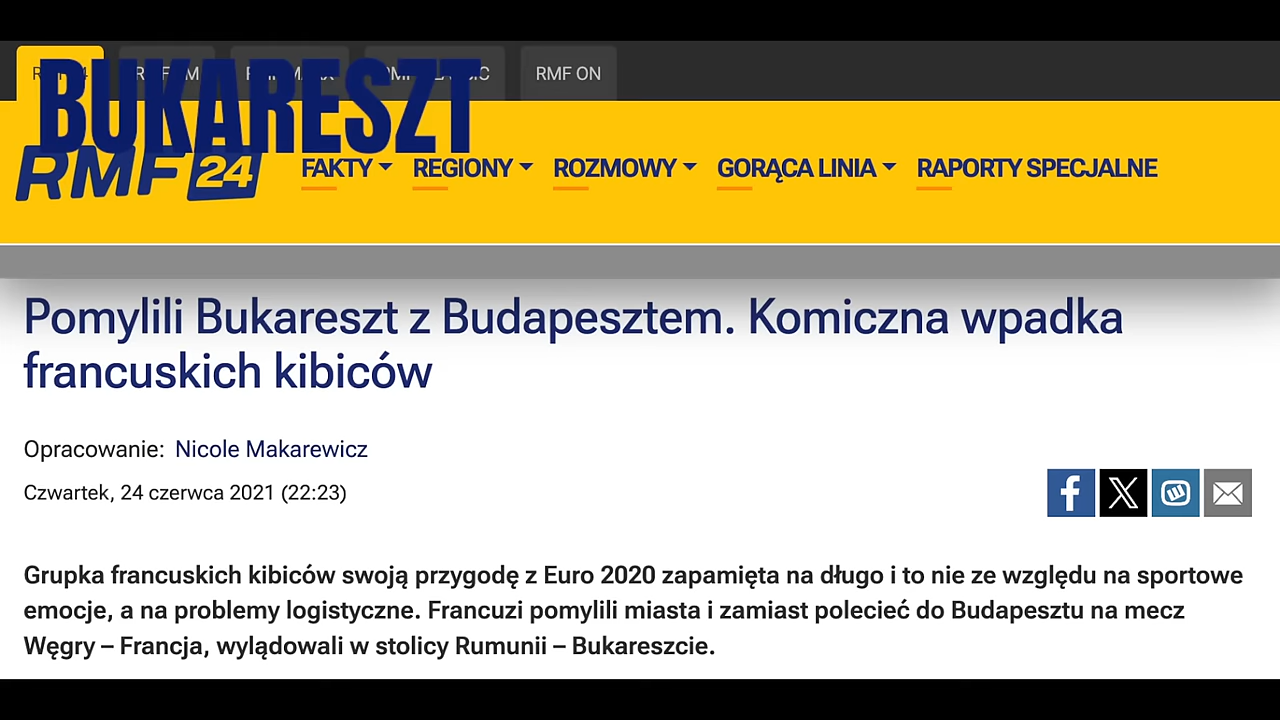 RMF ON
BUKARESZT
RMF 24
FAKTY REGIONY ROZMOWY GORĄCA LINIA RAPORTY SPECJALNE
Pomylili Bukareszt z Budapesztem. Komiczna wpadka
francuskich kibiców
Opracowanie: Nicole Makarewicz
Czwartek, 24 czerwca 2021 (22:23)
Grupka francuskich kibiców swoją przygodę z Euro 2020 zapamięta na długo i to nie ze względu na sportowe
emocje, a na problemy logistyczne. Francuzi pomylili miasta i zamiast polecieć do Budapesztu na mecz
Węgry – Francja, wylądowali w stolicy Rumunii – Bukareszcie.